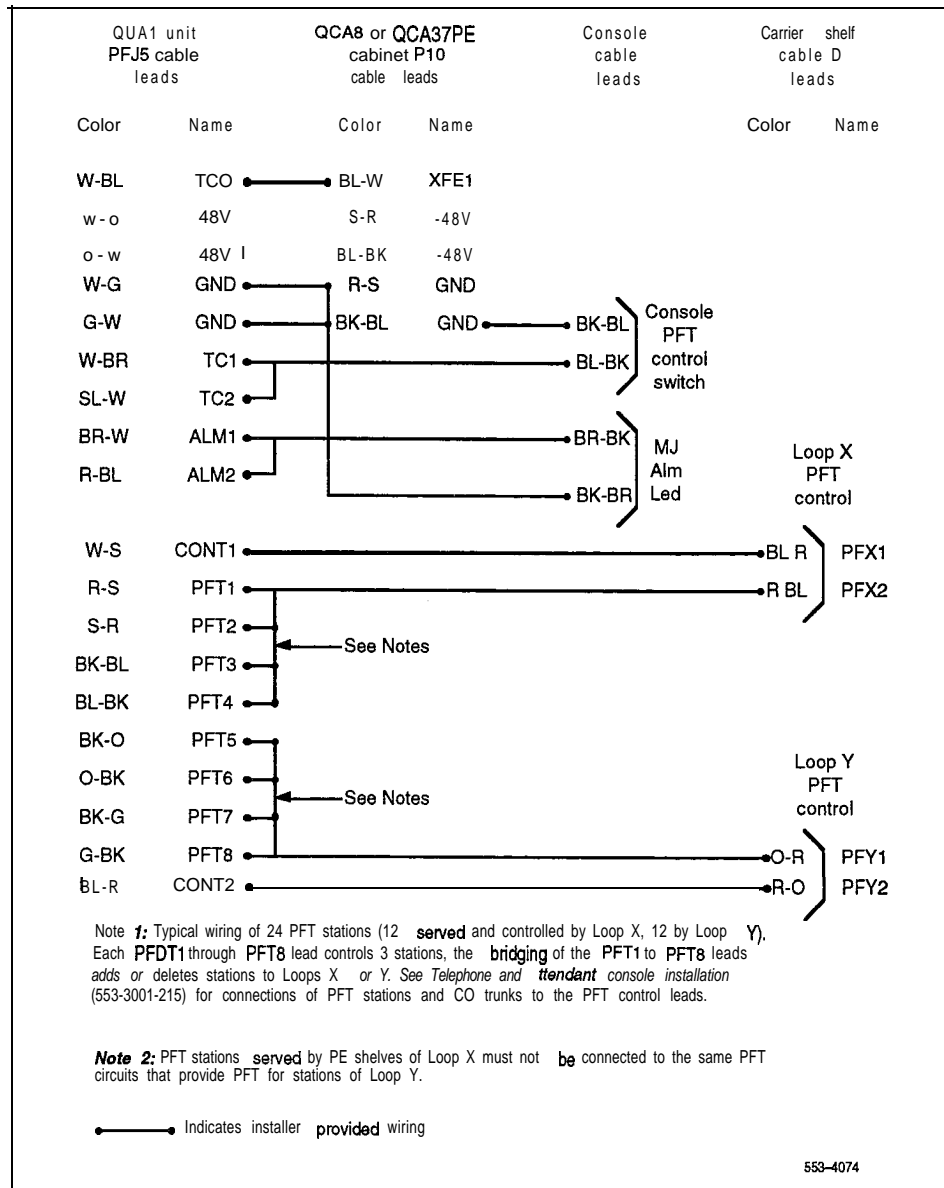 QUA1 unit QCA8 or QCA37PE Console Carrier shelf
PFJ5 cable cabinet P10 cable cable D
leads cable leads leads leads
Color Name Color Name Color Name
W-BL TCO BL-W XFE1
w-o 48V S-R -48V
o-w 48V I BL-BK -48V
W-G GND R-S GND
G-W GND BK-BL GND BK-BL
W-BR TC1 BL-BK
Console
PFT
control
switch
SL-W TC2
BR-W ALM1 BR-BK
R-BL ALM2
BK-BR
MJ
Alm
Led
Loop X
PFT
control
W-S CONT1 BL R PFX1
R-S PFT1 R BL PFX2
S-R PFT2
See Notes
BK-BL PFT3
BL-BK PFT4
BK-O PFT5
O-BK PFT6
See Notes
BK-G PFT7
Loop Y
PFT
control
G-BK PFT8 O-R PFY1
BL-R CONT2 R-O PFY2
Note 1: Typical wiring of 24 PFT stations (12 served and controlled by Loop X, 12 by Loop Y).
Each PFDT1 through PFT8 lead controls 3 stations, the bridging of the PFT1 to PFT8 leads
adds or deletes stations to Loops X or Y. See Telephone and ttendant console installation
(553-3001-215) for connections of PFT stations and CO trunks to the PFT control leads.
Note 2: PFT stations served by PE shelves of Loop X must not be connected to the same PFT
circuits that provide PFT for stations of Loop Y.
Indicates installer provided wiring
553-4074